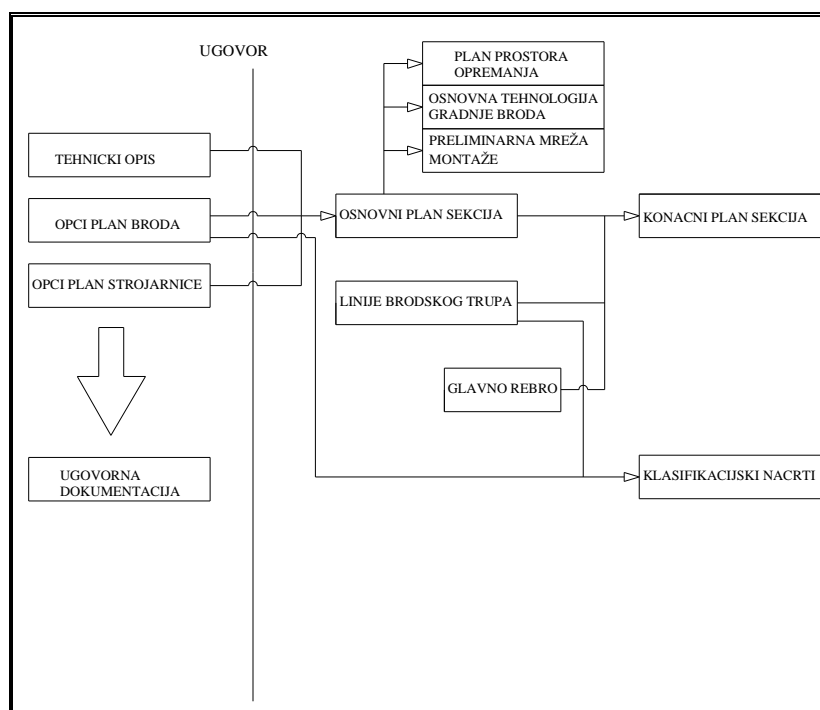 UGOVOR
PLAN PROSTORA
OPREMANJA
OSNOVNA TEHNOLOGIJA
GRADNJE BRODA
PRELIMINARNA MREŽA
MONTAŽE
TEHNICKI OPIS
OPCI PLAN BRODA
OSNOVNI PLAN SEKCIJA
KONACNI PLAN SEKCIJA
OPCI PLAN STROJARNICE
LINIJE BRODSKOG TRUPA
GLAVNO REBRO
UGOVORNA
DOKUMENTACIJA
KLASIFIKACIJSKI NACRTI